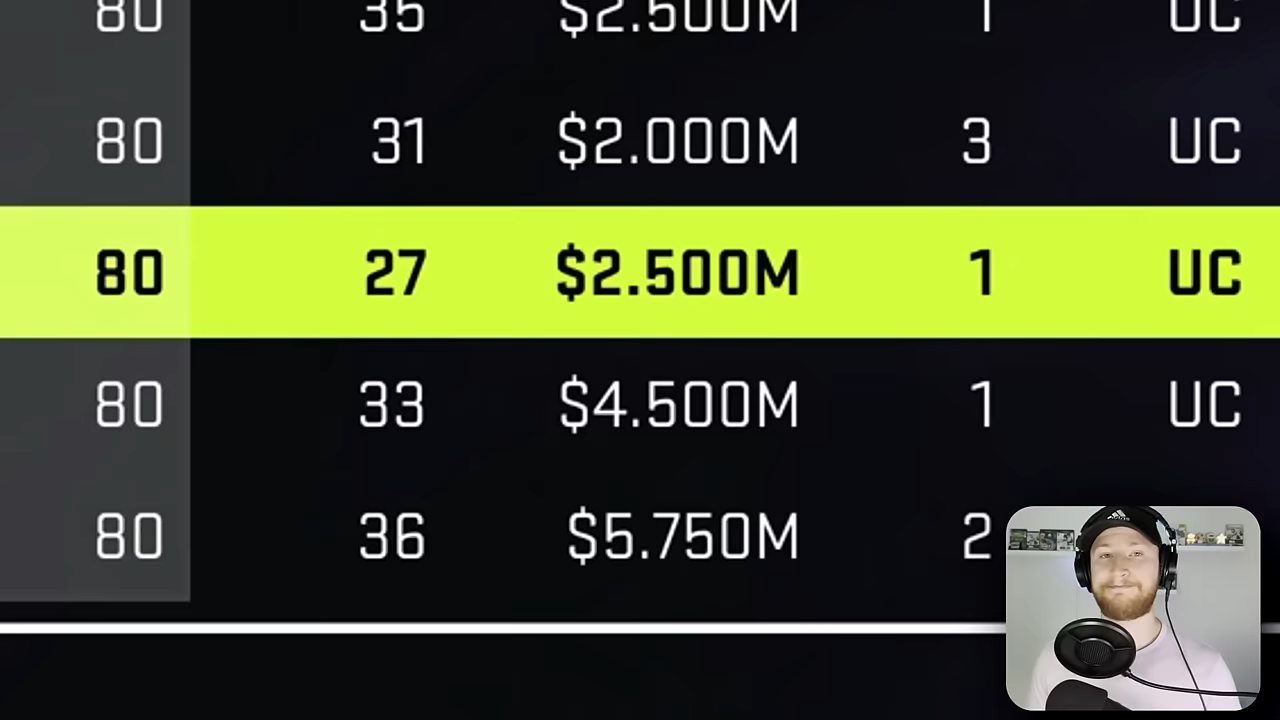 80 35 $2.500M 1 UC
80 31 $2.000M 3 UC
80 27 $2.500M 1 UC
80 33 $4.500M 1 UC
80 36 $5.750M 2
adidas